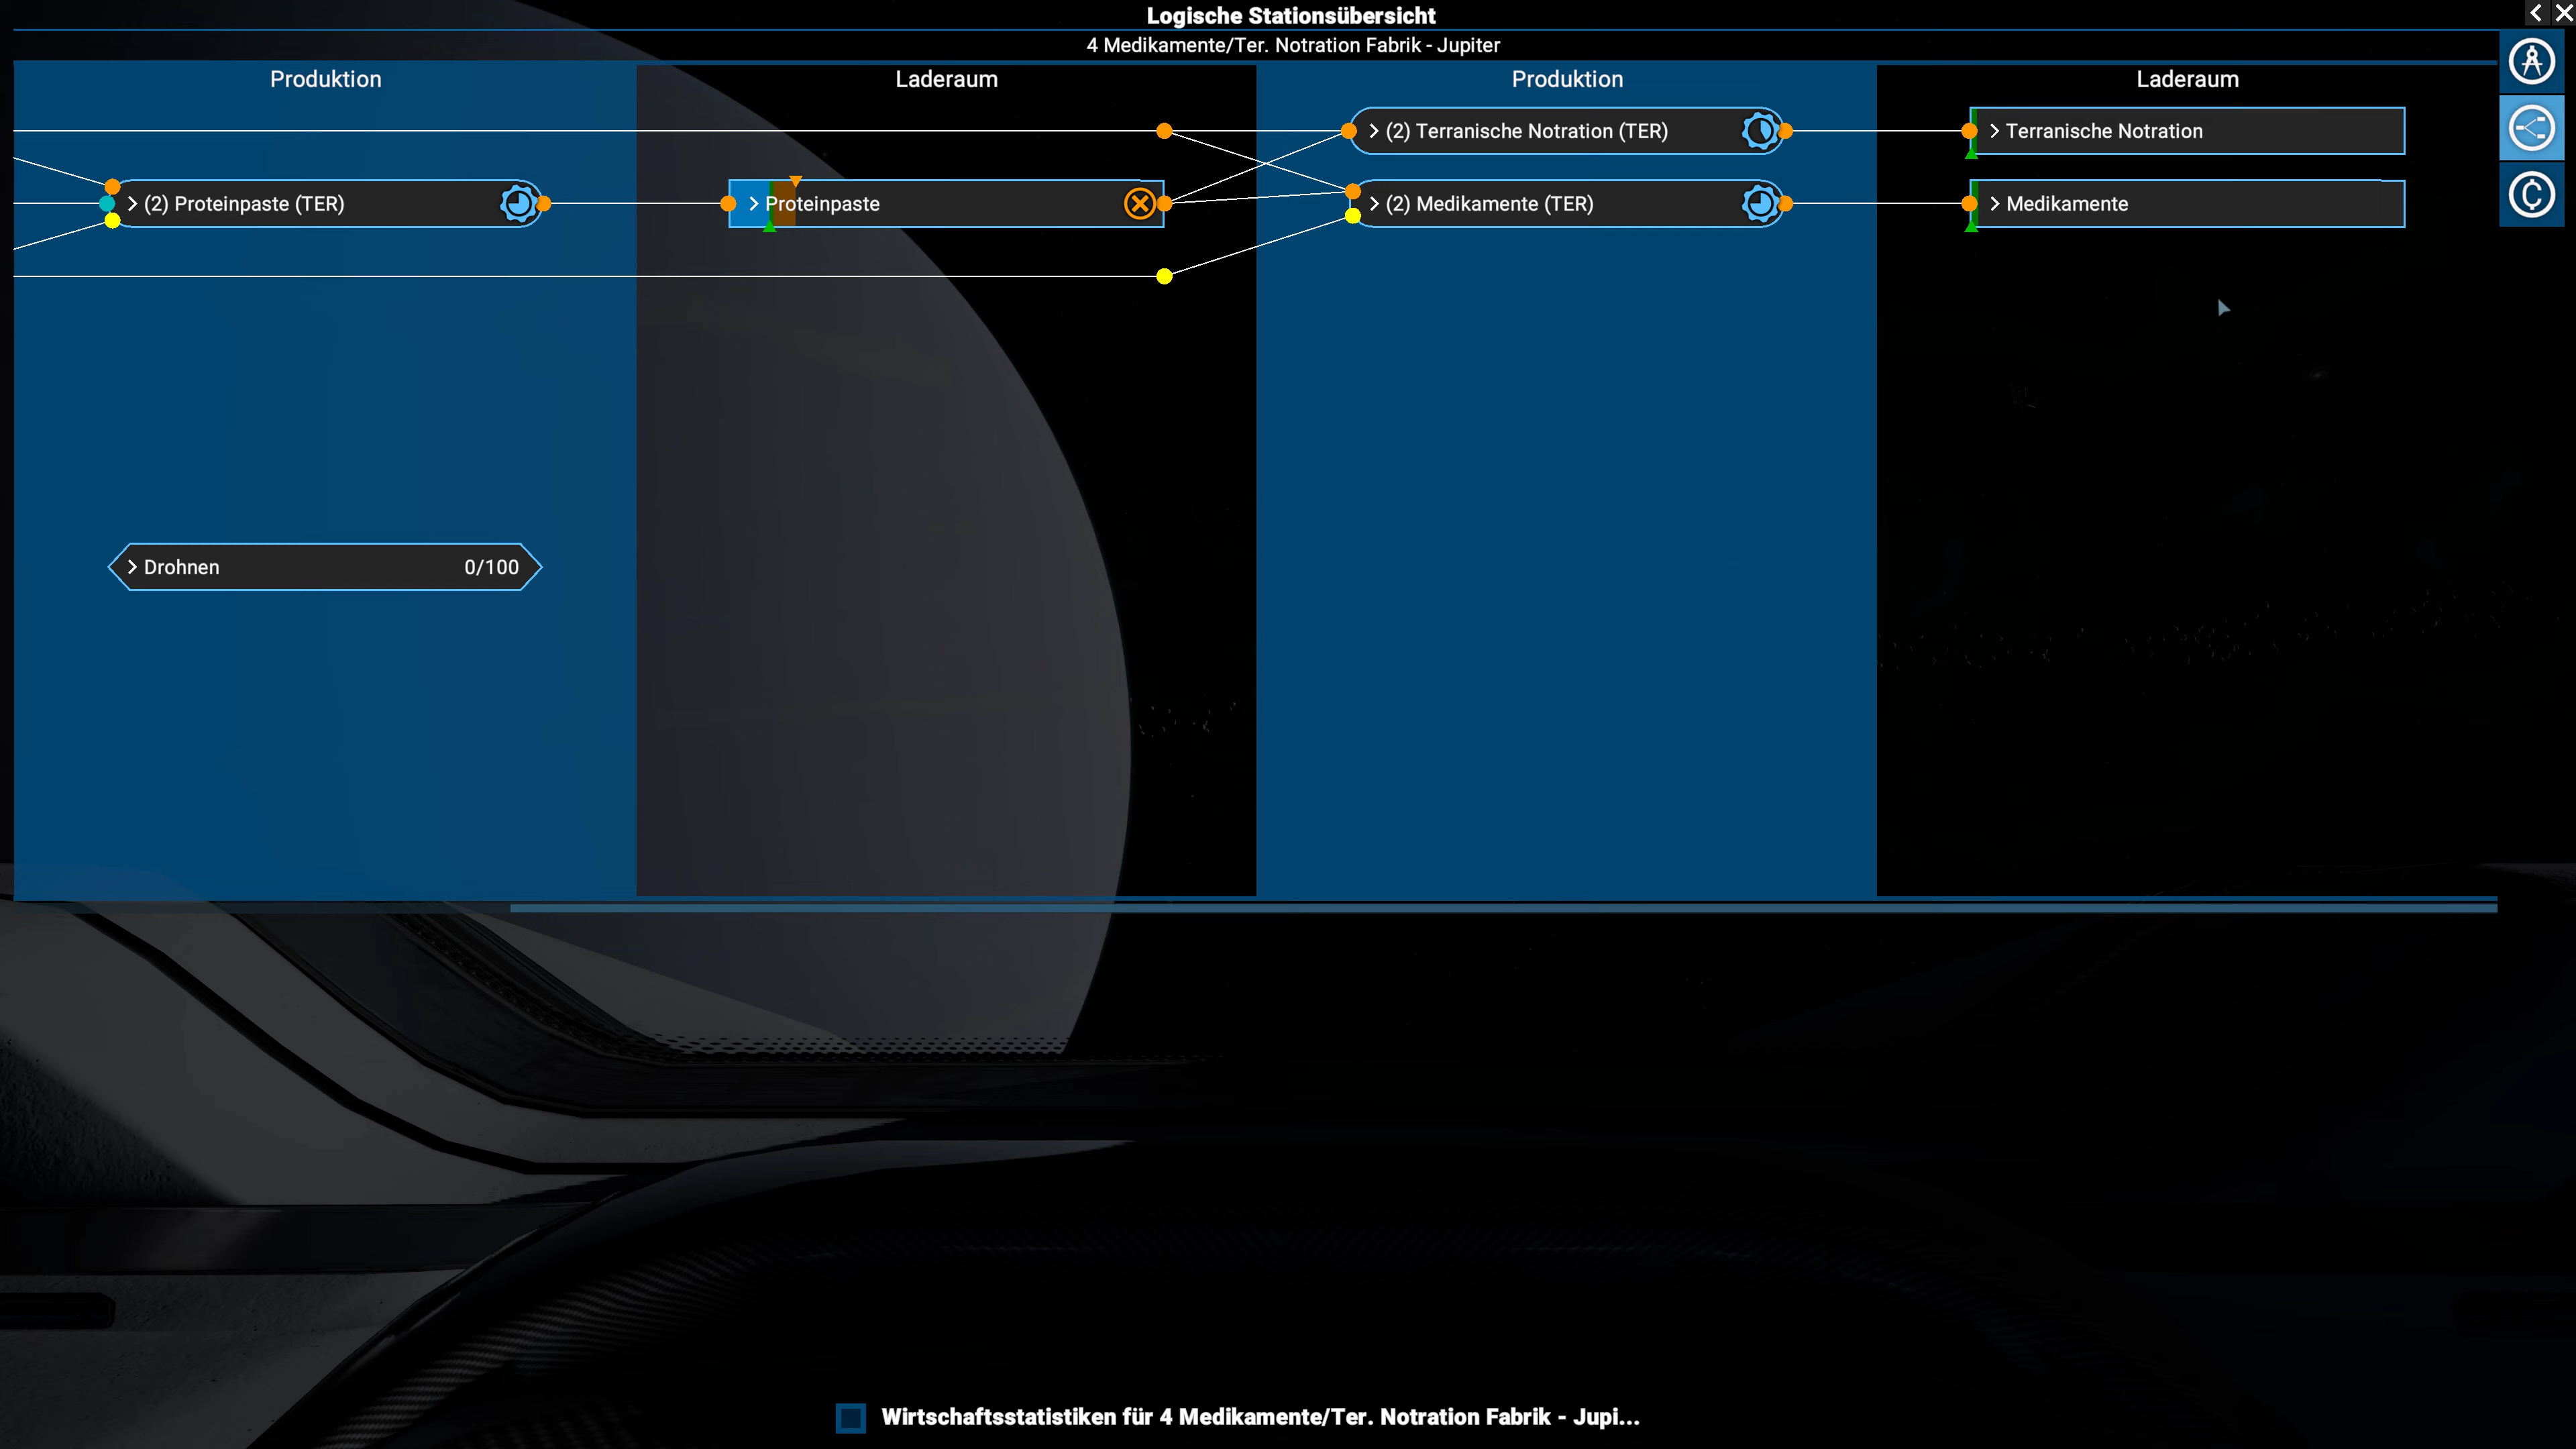 Logische Stationsübersicht
4 Medikamente/Ter. Notration Fabrik - Jupiter
Produktion
Laderaum
Produktion
Laderaum
(2) Terranische Notration (TER)
Terranische Notration
(2) Proteinpaste (TER)
Proteinpaste
(2) Medikamente (TER)
Medikamente
Drohnen 0/100
Wirtschaftsstatistiken für 4 Medikamente/Ter. Notration Fabrik - Jupi...